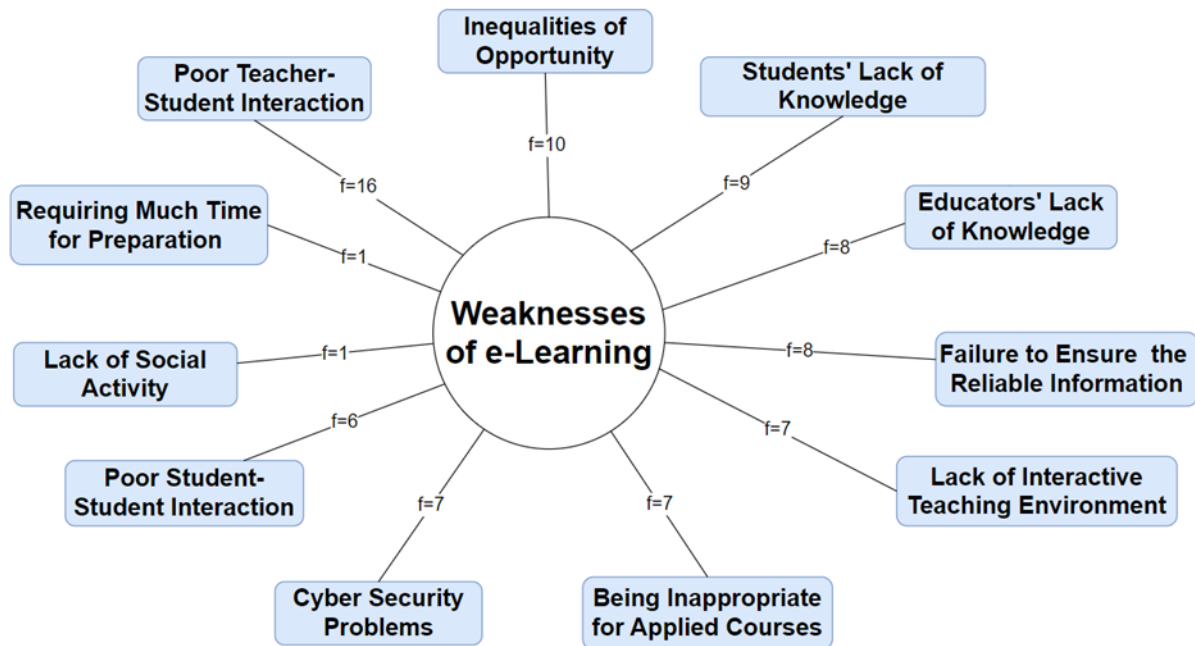 Inequalities of
Opportunity
f=10
Students' Lack of
Knowledge
f=9
Educators' Lack
of Knowledge
f=8
Failure to Ensure the
Reliable Information
f=8
Lack of Interactive
Teaching Environment
f=7
Being Inappropriate
for Applied Courses
f=7
Cyber Security
Problems
f=7
Poor Student-
Student Interaction
f=6
Lack of Social
Activity
f=1
Requiring Much Time
for Preparation
f=1
Poor Teacher-
Student Interaction
f=16
Weaknesses
of e-Learning